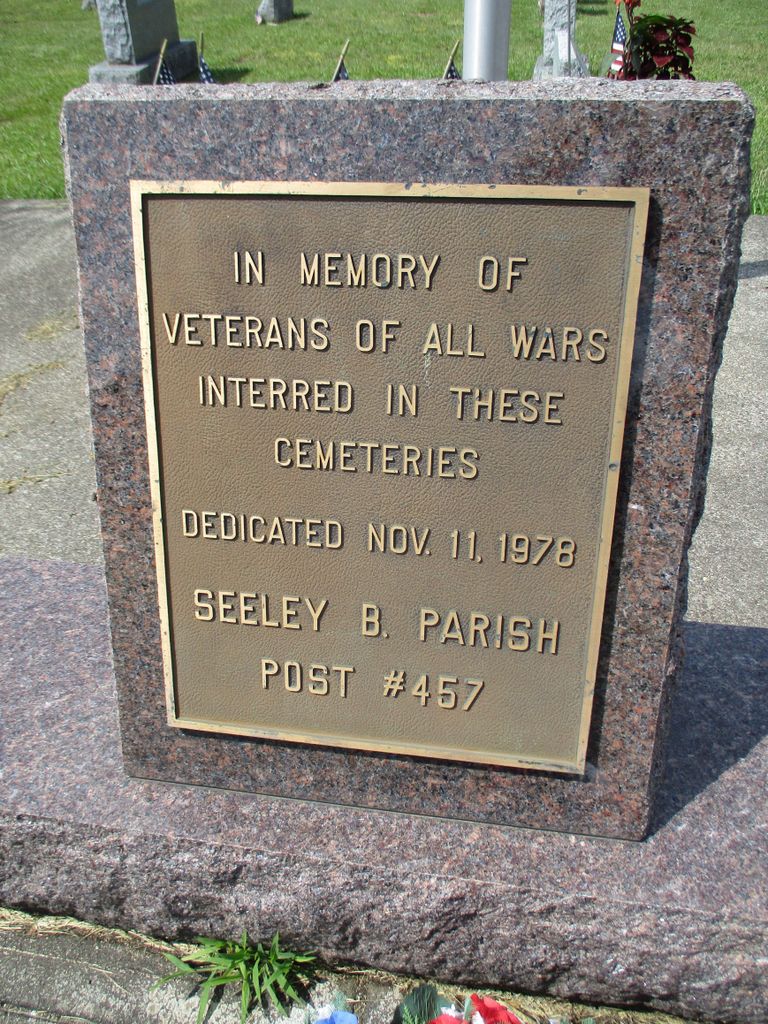 IN MEMORY OF
VETERANS OF ALL WARS
INTERRED IN THESE
CEMETERIES
DEDICATED NOV. 11, 1978
SEELEY B. PARISH
POST #457